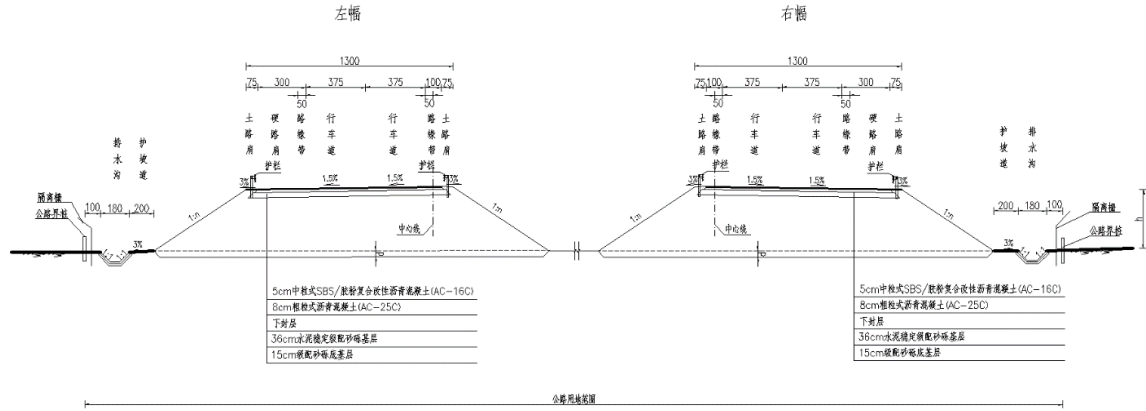 左幅
右幅
1300
1300
75 300 375 375 100 75
75 100 375 375 300 75
50 50
50 50
土路肩 硬路肩 路缘带 行车道 行车道 路缘带 土路肩
土路肩 路缘带 行车道 行车道 路缘带 硬路肩 土路肩
排水沟 护坡道
护坡道 排水沟
护栏 护栏
护栏 护栏
3% 1.5% 1.5% 3%
3% 1.5% 1.5% 3%
隔离栅
公路界桩
100 180 200
200 180 100
隔离栅
公路界桩
1:n 1:n
1:n 1:n
中心线
中心线
h
3%
3%
d
d
5cm中粒式SBS/胶粉复合改性沥青混凝土(AC-16C)
8cm粗粒式沥青混凝土(AC-25C)
下封层
36cm水泥稳定级配砂砾基层
15cm级配砂砾底基层
5cm中粒式SBS/胶粉复合改性沥青混凝土(AC-16C)
8cm粗粒式沥青混凝土(AC-25C)
下封层
36cm水泥稳定级配砂砾基层
15cm级配砂砾底基层
公路用地范围